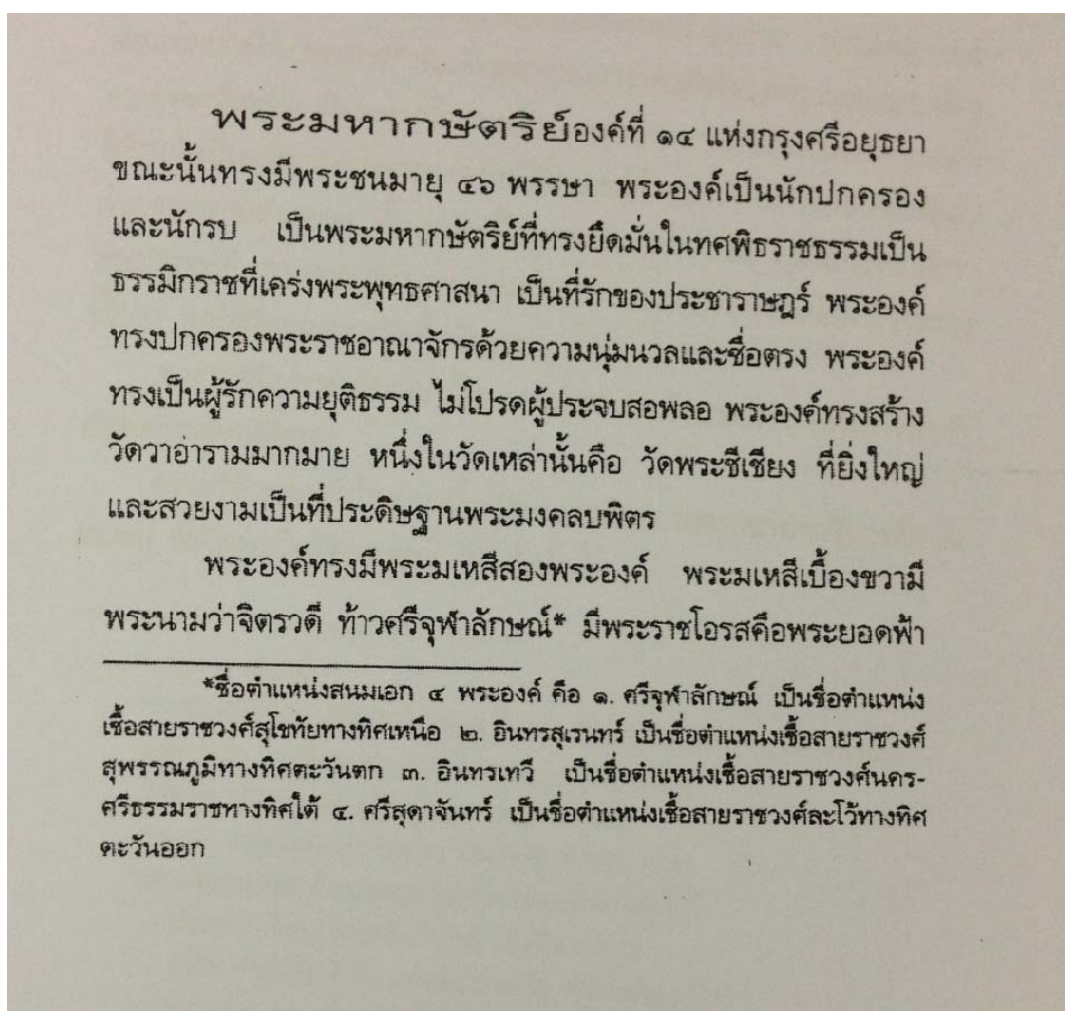 พระมหากษัตริย์องค์ที่ ๑๔ แห่งกรุงศรีอยุธยา
ขณะนั้นทรงมีพระชนมายุ ๔๖ พรรษา พระองค์เป็นนักปกครอง
และนักรบ เป็นพระมหากษัตริย์ที่ทรงยึดมั่นในทศพิธราชธรรมเป็น
ธรรมิกราชที่เคร่งพระพุทธศาสนา เป็นที่รักของประชาราษฎร์ พระองค์
ทรงปกครองพระราชอาณาจักรด้วยความนุ่มนวลและซื่อตรง พระองค์
ทรงเป็นผู้รักความยุติธรรม ไม่โปรดผู้ประจบสอพลอ พระองค์ทรงสร้าง
วัดวาอารามมากมาย หนึ่งในวัดเหล่านั้นคือ วัดพระชีเชียง ที่ยิ่งใหญ่
และสวยงามเป็นที่ประดิษฐานพระมงคลบพิตร
พระองค์ทรงมีพระมเหสีสองพระองค์ พระมเหสีเบื้องขวามี
พระนามว่าจิตรวดี ท้าวศรีจุฬาลักษณ์* มีพระราชโอรสคือพระยอดฟ้า
*ชื่อตำแหน่งสนมเอก ๔ พระองค์ คือ ๑. ศรีจุฬาลักษณ์ เป็นชื่อตำแหน่ง
เชื้อสายราชวงศ์สุโขทัยทางทิศเหนือ ๒. อินทรสุเรนทร์ เป็นชื่อตำแหน่งเชื้อสายราชวงศ์
สุพรรณภูมิทางทิศตะวันตก ๓. อินทรเทวี เป็นชื่อตำแหน่งเชื้อสายราชวงศ์นคร-
ศรีธรรมราชทางทิศใต้ ๔. ศรีสุดาจันทร์ เป็นชื่อตำแหน่งเชื้อสายราชวงศ์ละโว้ทางทิศ
ตะวันออก